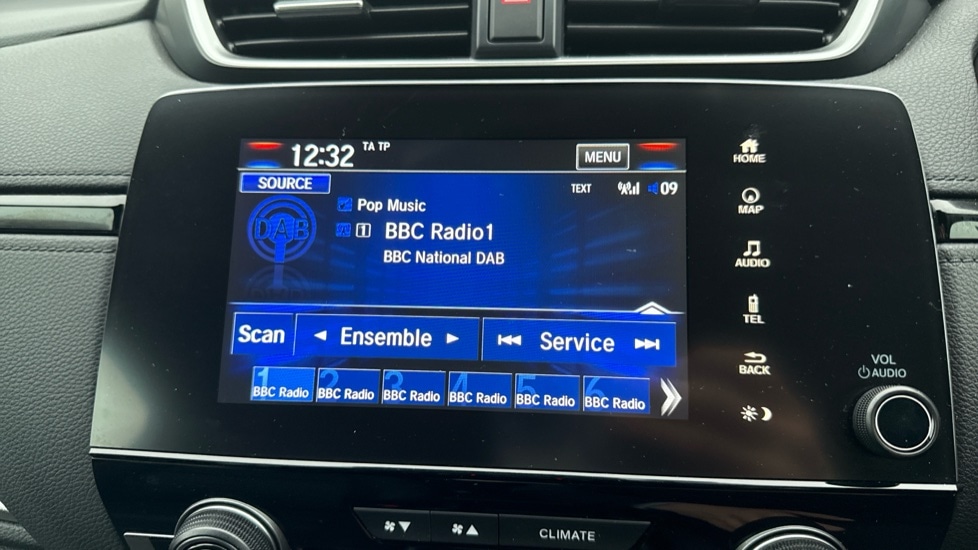 12:32 TA TP MENU
SOURCE TEXT 09
Pop Music
1 BBC Radio1
BBC National DAB
DAB
Scan Ensemble Service
1 2 3 4 5 6
BBC Radio BBC Radio BBC Radio BBC Radio BBC Radio BBC Radio
HOME
MAP
AUDIO
TEL
BACK
VOL
AUDIO
CLIMATE